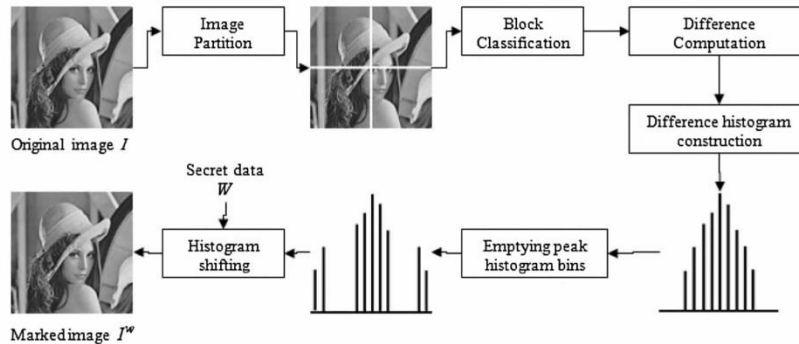 Image
Partition
Block
Classification
Difference
Computation
Original image I
Difference histogram
construction
Secret data
W
Histogram
shifting
Emptying peak
histogram bins
Markedimage I^w